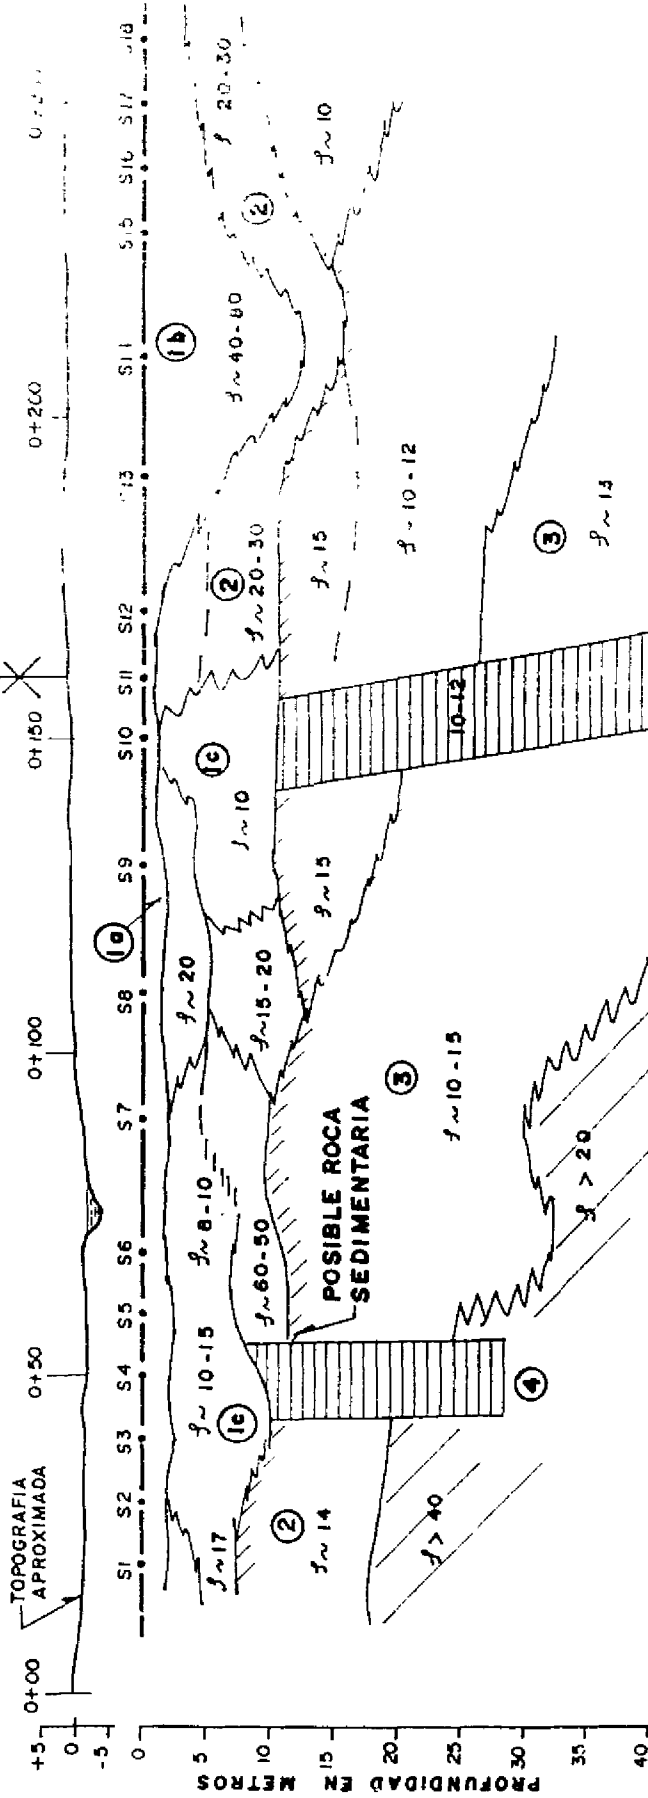 TOPOGRAFIA
APROXIMADA
0+00
0+50
0+100
0+150
0+200
+5
0
-5
S1
S2
S3
S4
S5
S6
S7
S8
S9
S10
S11
S12
S14
S15
S16
S17
S18
0
5
10
15
20
25
30
35
40
PROFUNDIDAD EN METROS
1a
1b
ρ~40-80
2
ρ 20-30
ρ~10
ρ~17
ρ~10-15
1c
ρ~8-10
ρ~60-50
ρ~20
ρ~15-20
1c
ρ~10
2
ρ~20-30
ρ~15
ρ~15
ρ~10-12
10-12
2
ρ~14
ρ>40
4
POSIBLE ROCA
SEDIMENTARIA
3
ρ~10-15
ρ>20
3
ρ~13